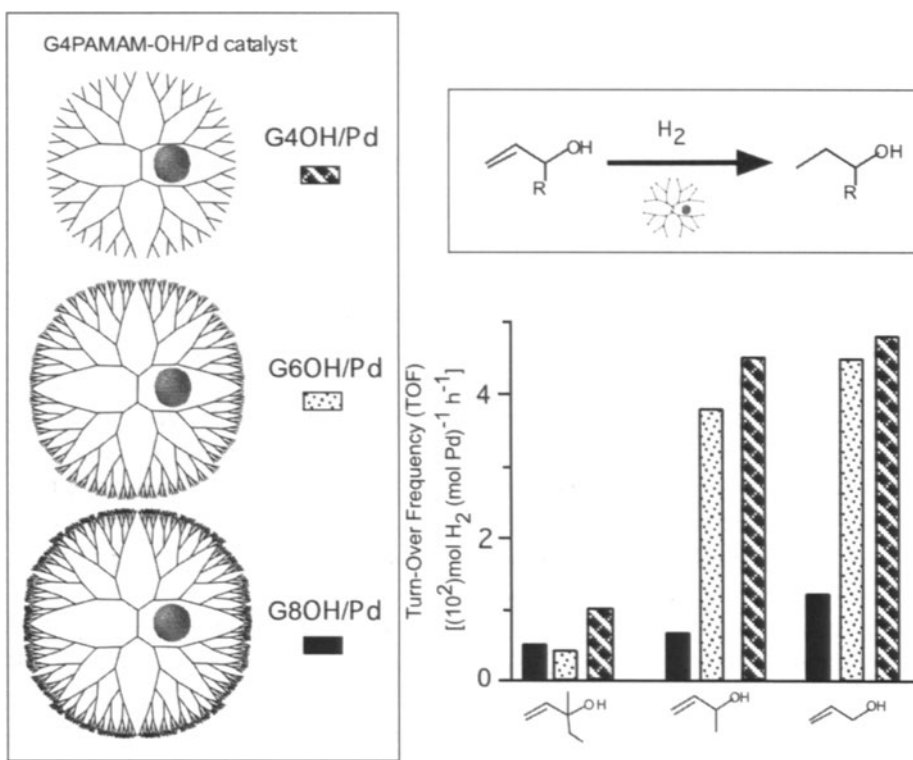 G4PAMAM-OH/Pd catalyst
G4OH/Pd
G6OH/Pd
G8OH/Pd
H2
OH
R
OH
R
Turn-Over Frequency (TOF)
[(10^2)mol H2 (mol Pd)^-1 h^-1]
4
2
0
OH
OH
OH